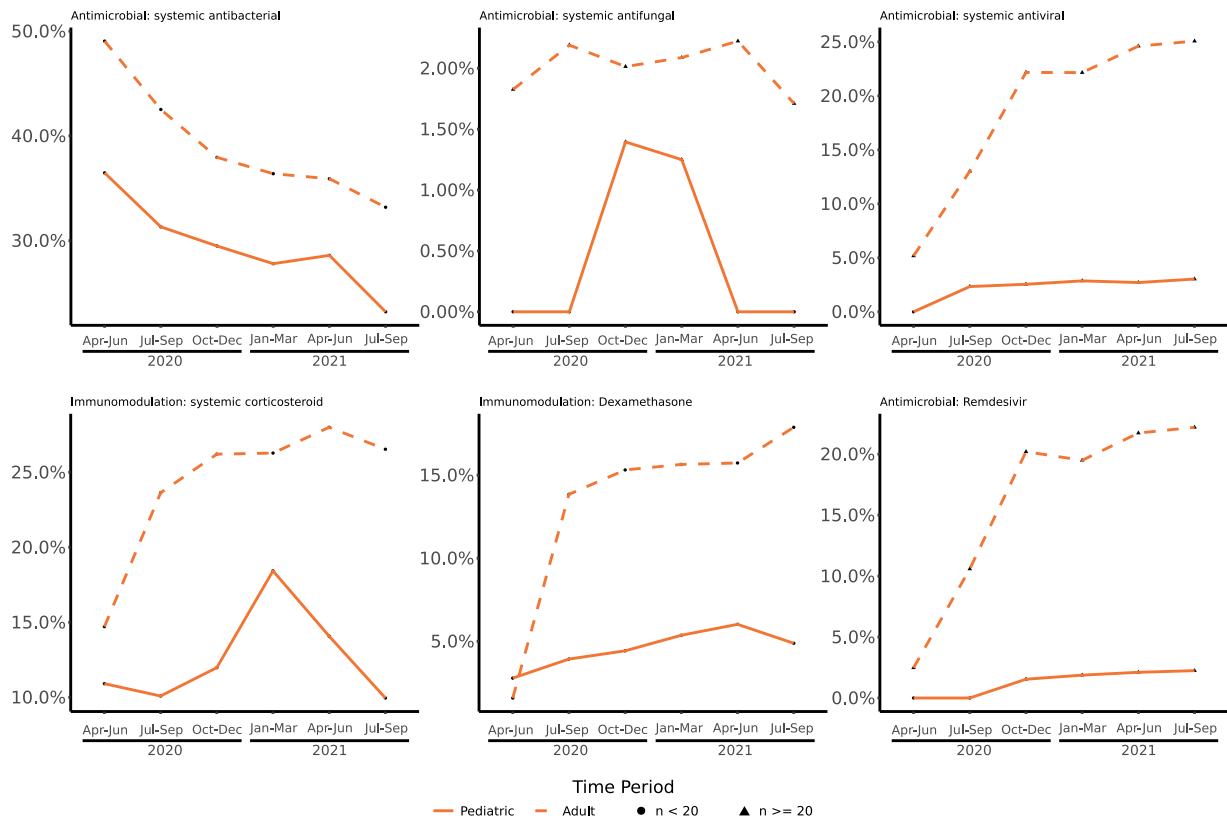 Antimicrobial: systemic antibacterial
50.0%
40.0%
30.0%
Apr-Jun Jul-Sep Oct-Dec Jan-Mar Apr-Jun Jul-Sep
2020 2021
Antimicrobial: systemic antifungal
2.00%
1.50%
1.00%
0.50%
0.00%
Apr-Jun Jul-Sep Oct-Dec Jan-Mar Apr-Jun Jul-Sep
2020 2021
Antimicrobial: systemic antiviral
25.0%
20.0%
15.0%
10.0%
5.0%
0.0%
Apr-Jun Jul-Sep Oct-Dec Jan-Mar Apr-Jun Jul-Sep
2020 2021
Immunomodulation: systemic corticosteroid
25.0%
20.0%
15.0%
10.0%
Apr-Jun Jul-Sep Oct-Dec Jan-Mar Apr-Jun Jul-Sep
2020 2021
Immunomodulation: Dexamethasone
15.0%
10.0%
5.0%
Apr-Jun Jul-Sep Oct-Dec Jan-Mar Apr-Jun Jul-Sep
2020 2021
Antimicrobial: Remdesivir
20.0%
15.0%
10.0%
5.0%
0.0%
Apr-Jun Jul-Sep Oct-Dec Jan-Mar Apr-Jun Jul-Sep
2020 2021
Time Period
Pediatric Adult n < 20 n >= 20